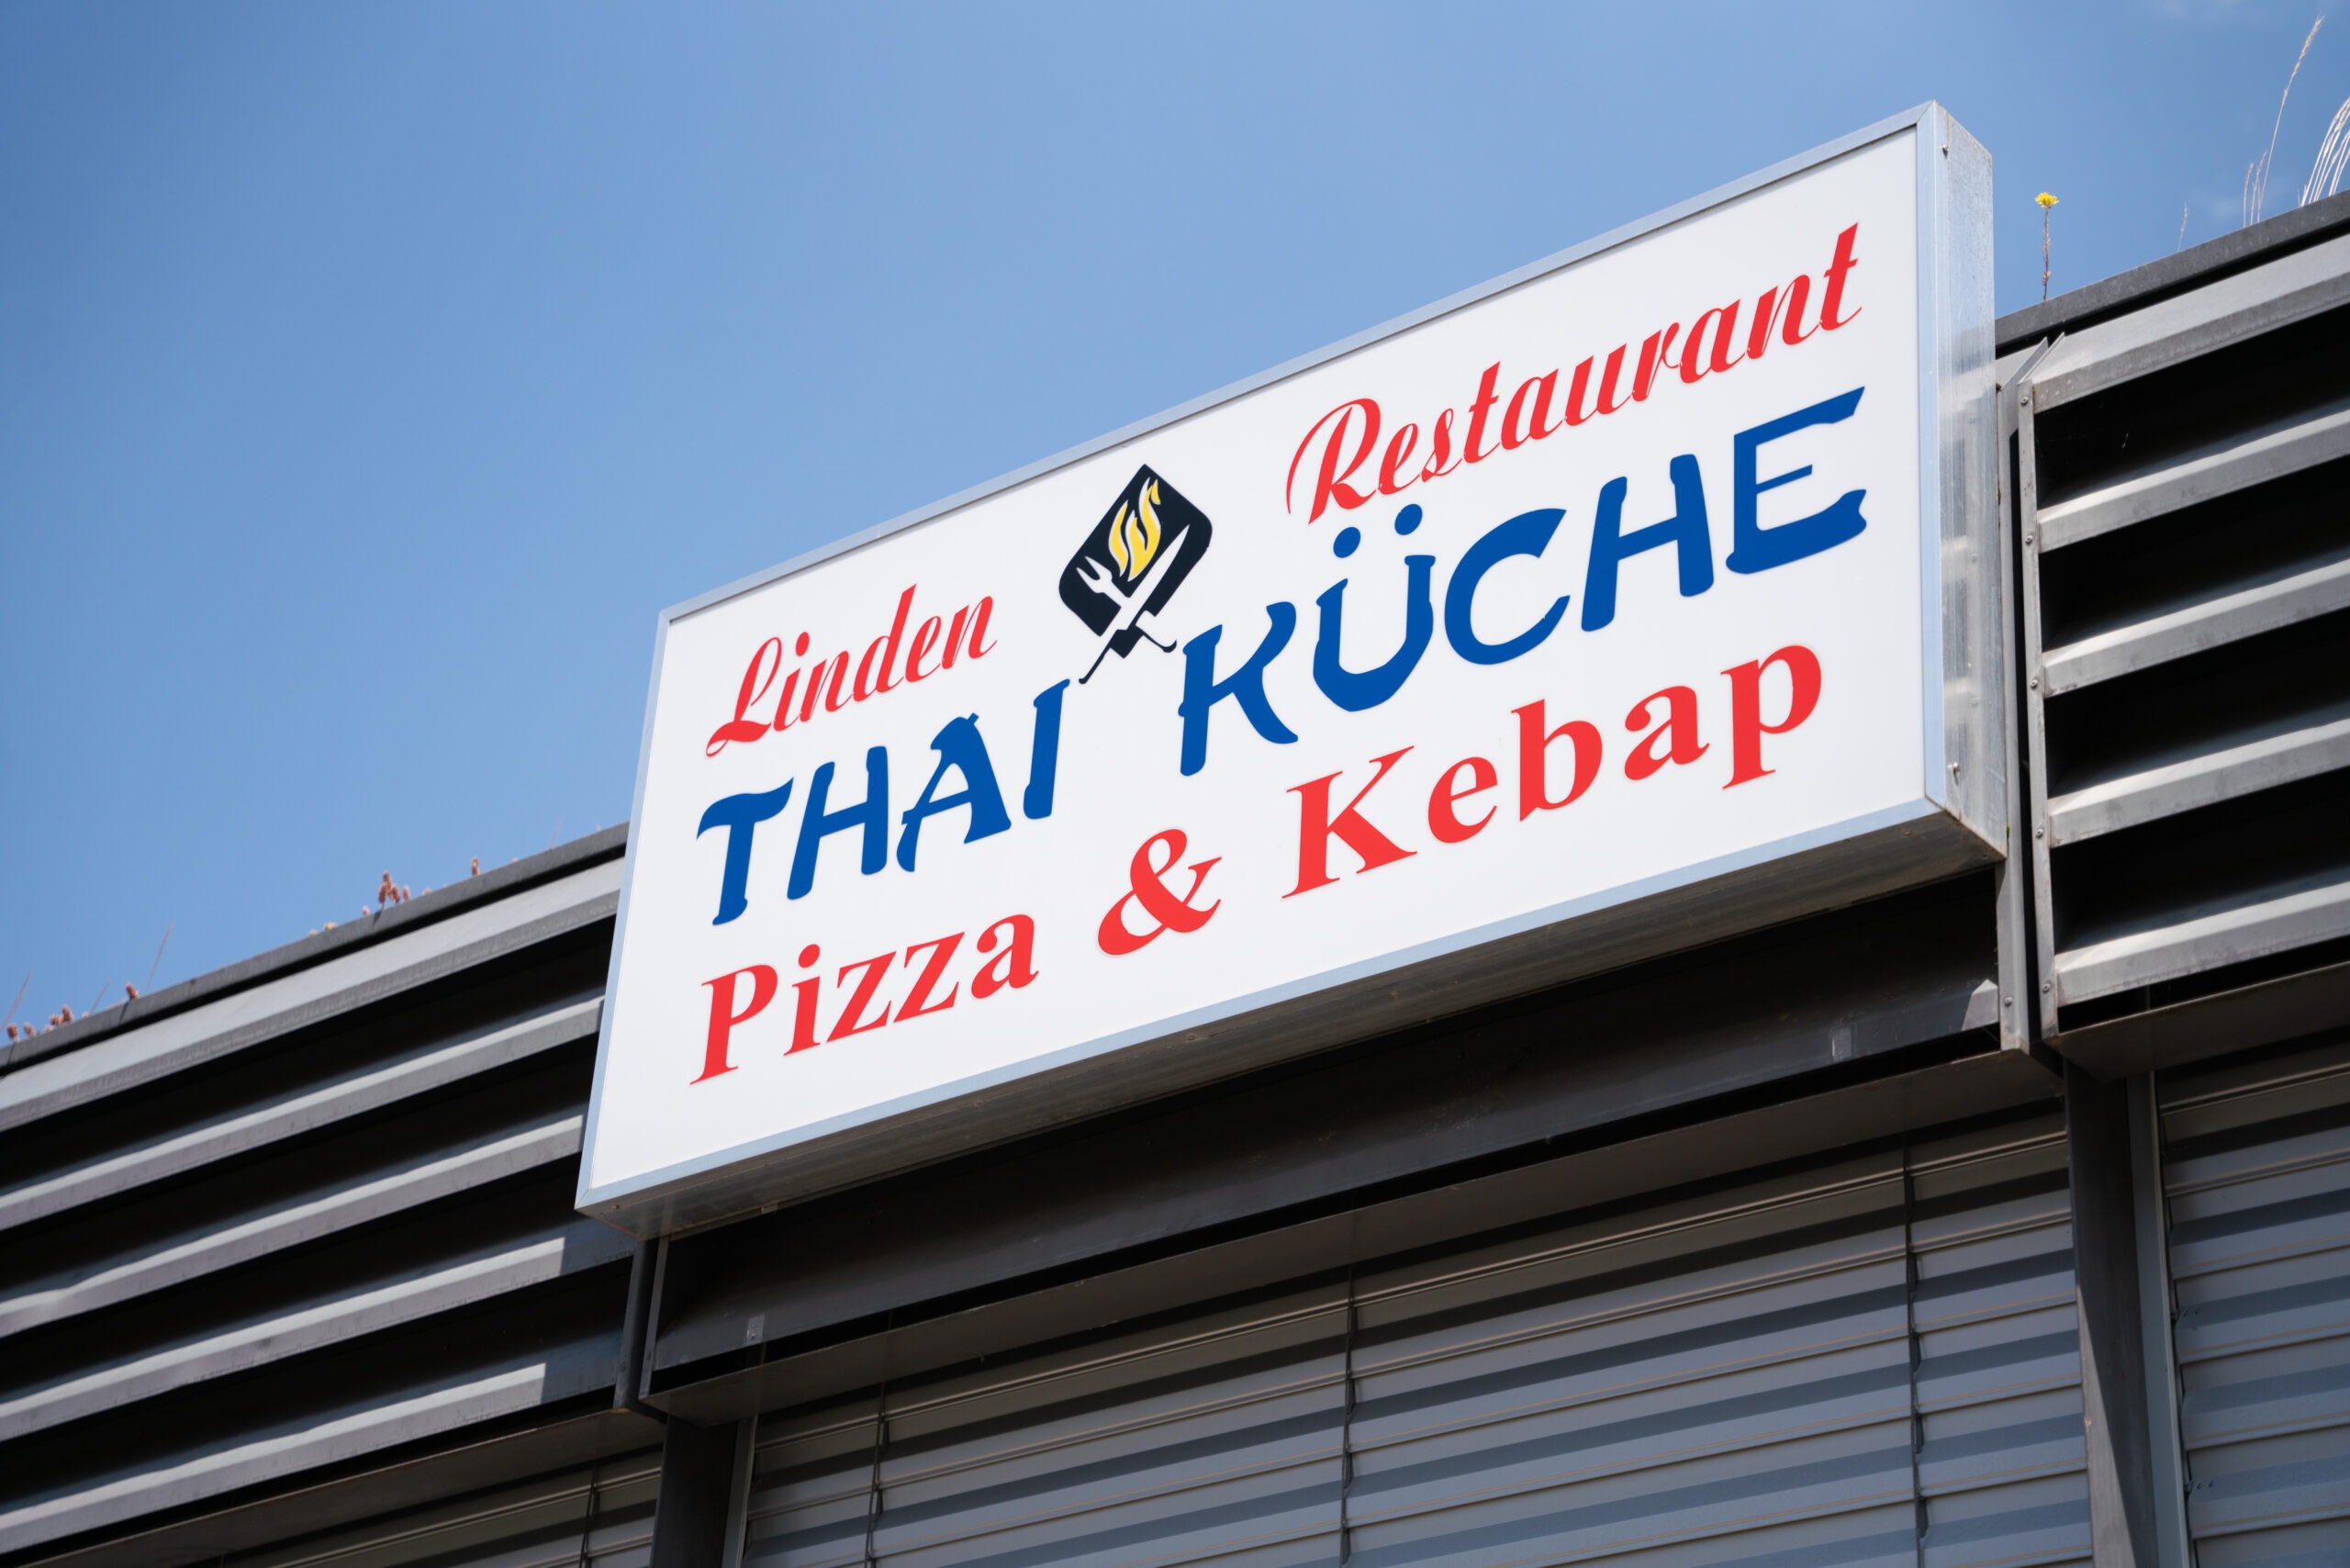 Linden Restaurant
THAI KÜCHE
Pizza & Kebap